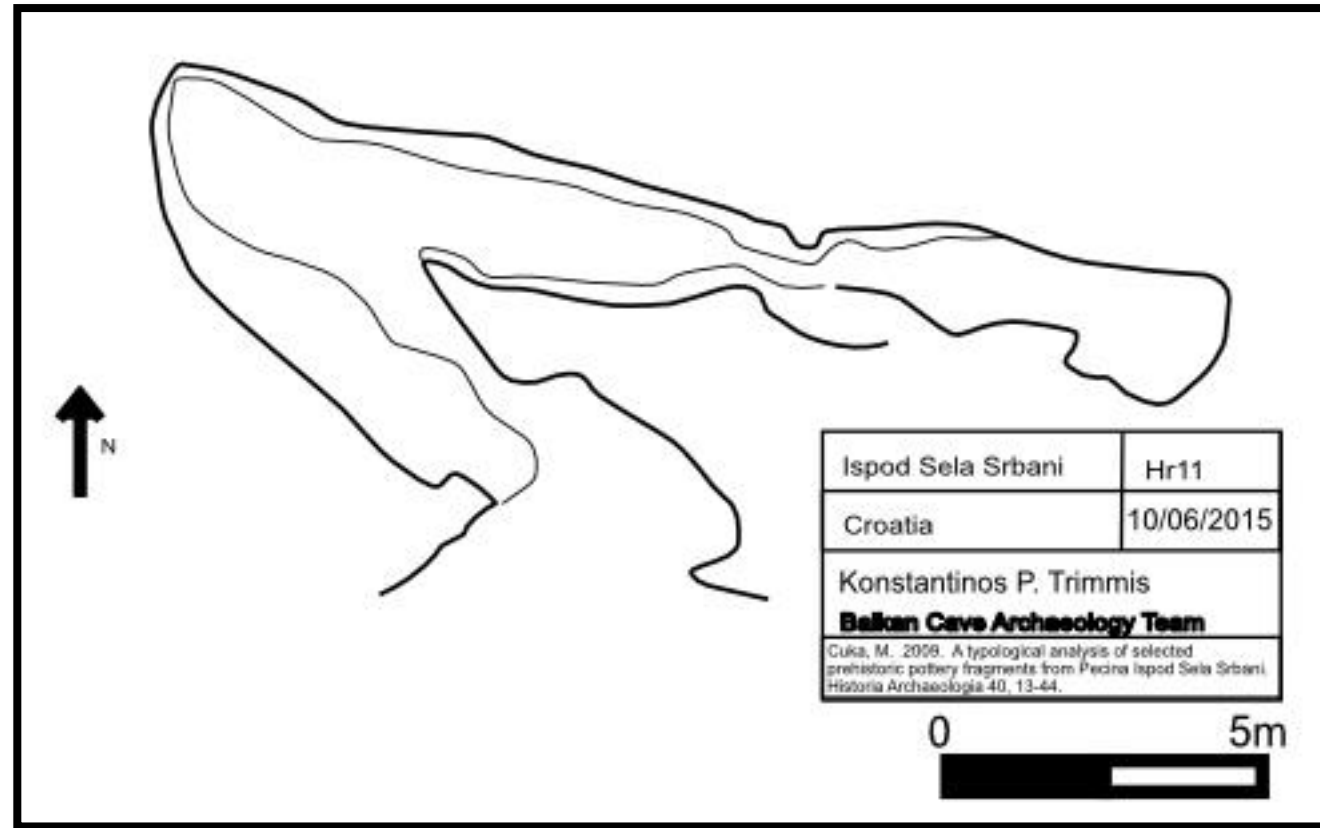 N
Ispod Sela Srbani Hr11
Croatia 10/06/2015
Konstantinos P. Trimmis
Balkan Cave Archaeology Team
Cuka, M. 2009. A typological analysis of selected
prehistoric pottery fragments from Pecina Ispod Sela Srbani.
Historia Archaeologia 40, 13-44.
0 5m